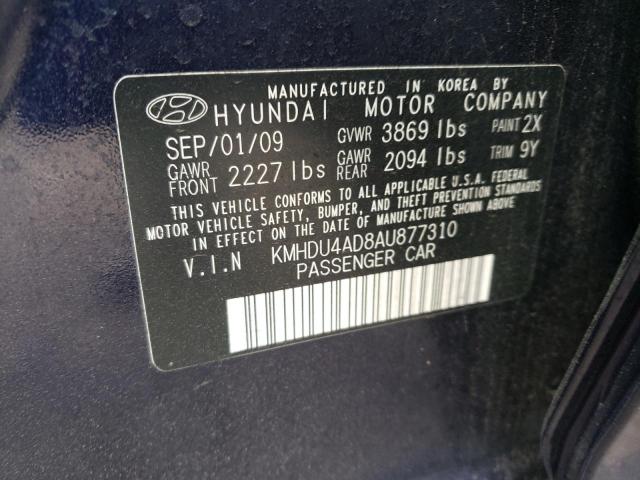 MANUFACTURED IN KOREA BY
HYUNDAI MOTOR COMPANY
SEP/01/09 GVWR 3869 lbs PAINT 2X
GAWR FRONT 2227 lbs GAWR REAR 2094 lbs TRIM 9Y
THIS VEHICLE CONFORMS TO ALL APPLICABLE U.S.A. FEDERAL
MOTOR VEHICLE SAFETY, BUMPER, AND THEFT PREVENTION STANDARDS
IN EFFECT ON THE DATE OF MANUFACTURE SHOWN ABOVE
V.I.N KMHDU4AD8AU877310
PASSENGER CAR